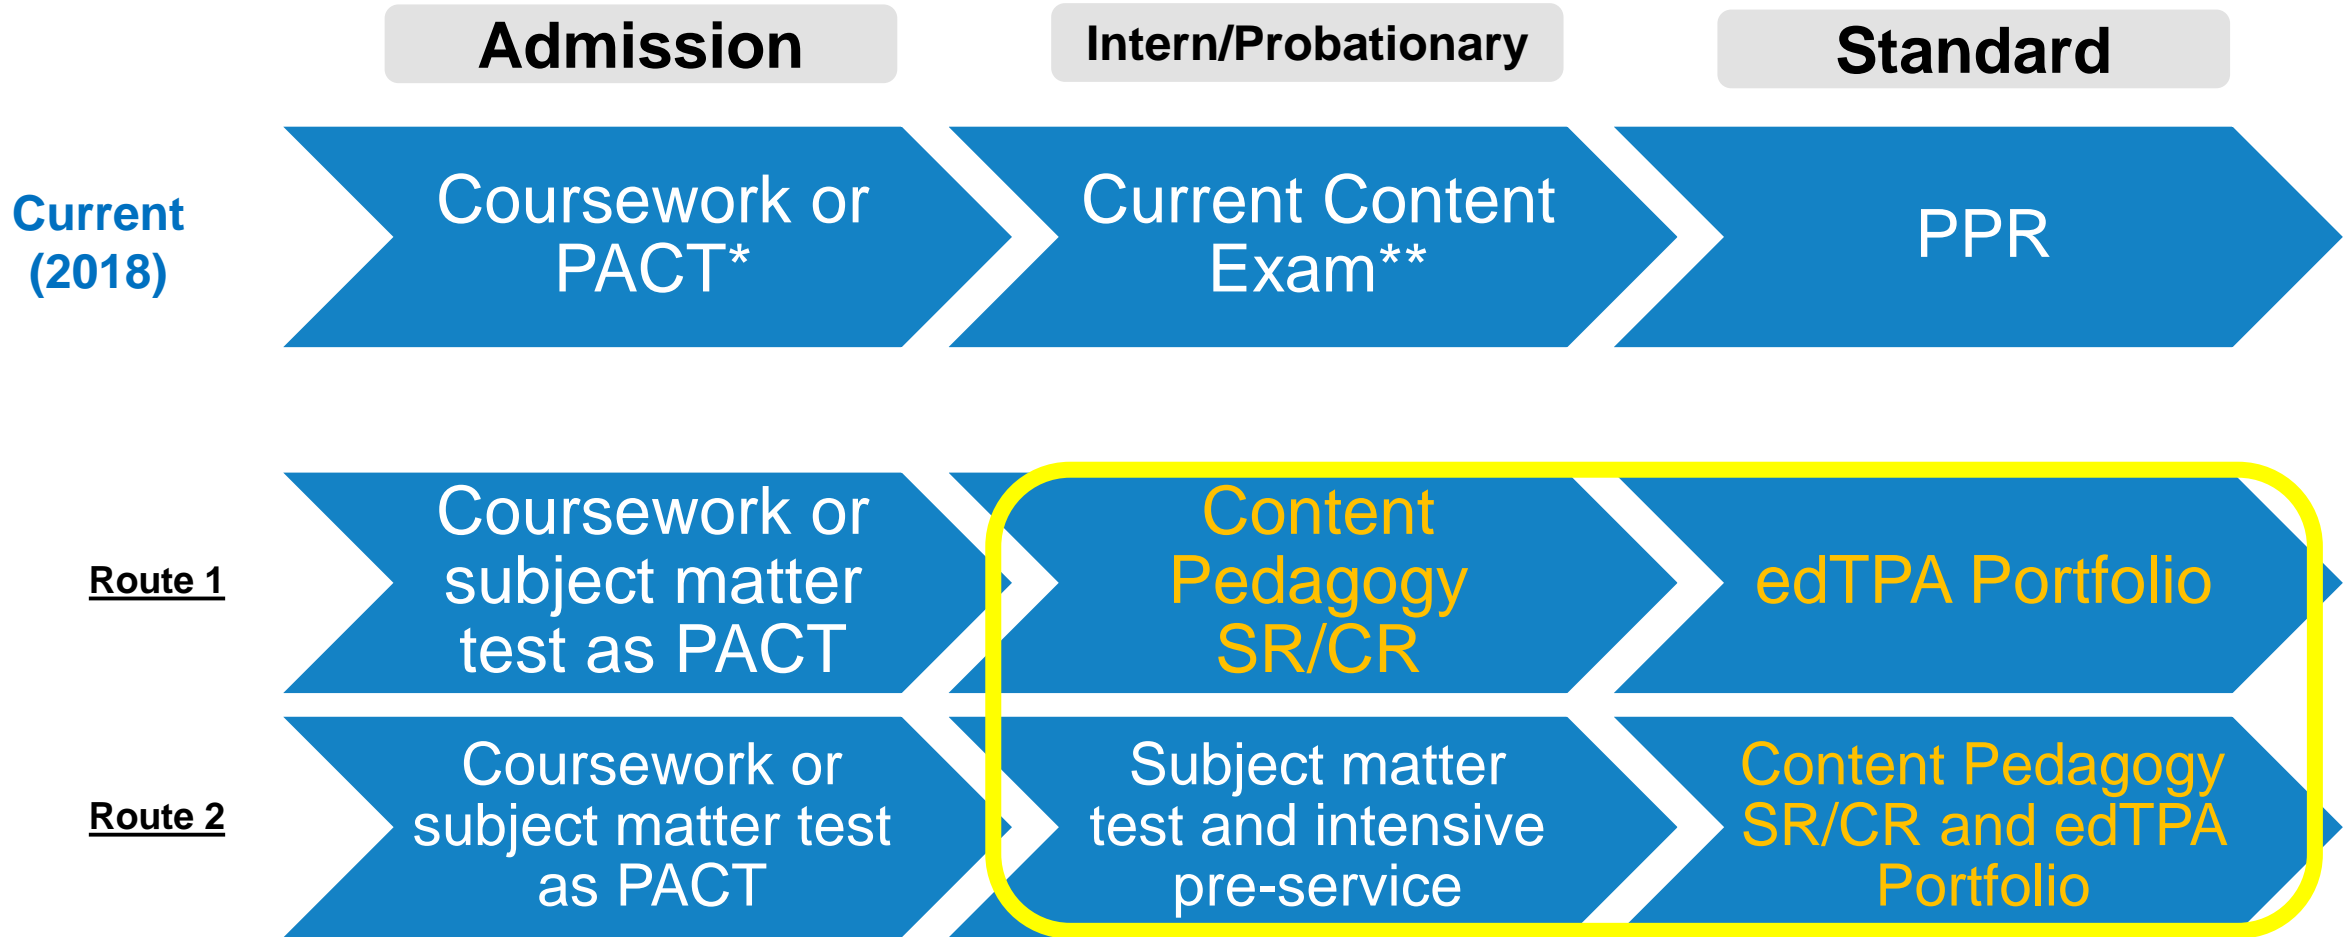 Admission
Intern/Probationary
Standard
Current
(2018)
Coursework or
PACT*
Current Content
Exam**
PPR
Route 1
Coursework or
subject matter
test as PACT
Content
Pedagogy
SR/CR
edTPA Portfolio
Route 2
Coursework or
subject matter test
as PACT
Subject matter
test and intensive
pre-service
Content Pedagogy
SR/CR and edTPA
Portfolio